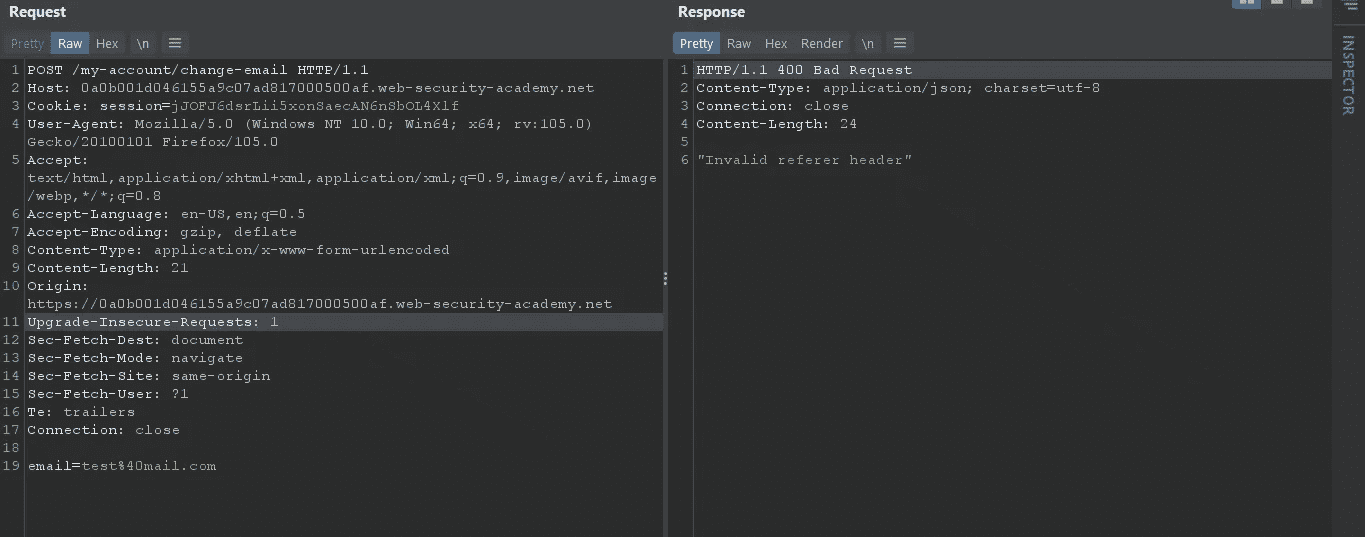 Request
Response
Pretty Raw Hex \n
Pretty Raw Hex Render \n
INSPECTOR
1 POST /my-account/change-email HTTP/1.1
2 Host: 0a0b001d046155a9c07ad817000500af.web-security-academy.net
3 Cookie: session=jJOFJ6dsrLii5xonSaecAN6nSbOL4Xlf
4 User-Agent: Mozilla/5.0 (Windows NT 10.0; Win64; x64; rv:105.0)
Gecko/20100101 Firefox/105.0
5 Accept:
text/html,application/xhtml+xml,application/xml;q=0.9,image/avif,image
/webp,*/*;q=0.8
6 Accept-Language: en-US,en;q=0.5
7 Accept-Encoding: gzip, deflate
8 Content-Type: application/x-www-form-urlencoded
9 Content-Length: 21
10 Origin:
https://0a0b001d046155a9c07ad817000500af.web-security-academy.net
11 Upgrade-Insecure-Requests: 1
12 Sec-Fetch-Dest: document
13 Sec-Fetch-Mode: navigate
14 Sec-Fetch-Site: same-origin
15 Sec-Fetch-User: ?1
16 Te: trailers
17 Connection: close
18
19 email=test%40mail.com
1 HTTP/1.1 400 Bad Request
2 Content-Type: application/json; charset=utf-8
3 Connection: close
4 Content-Length: 24
5
6 "Invalid referer header"